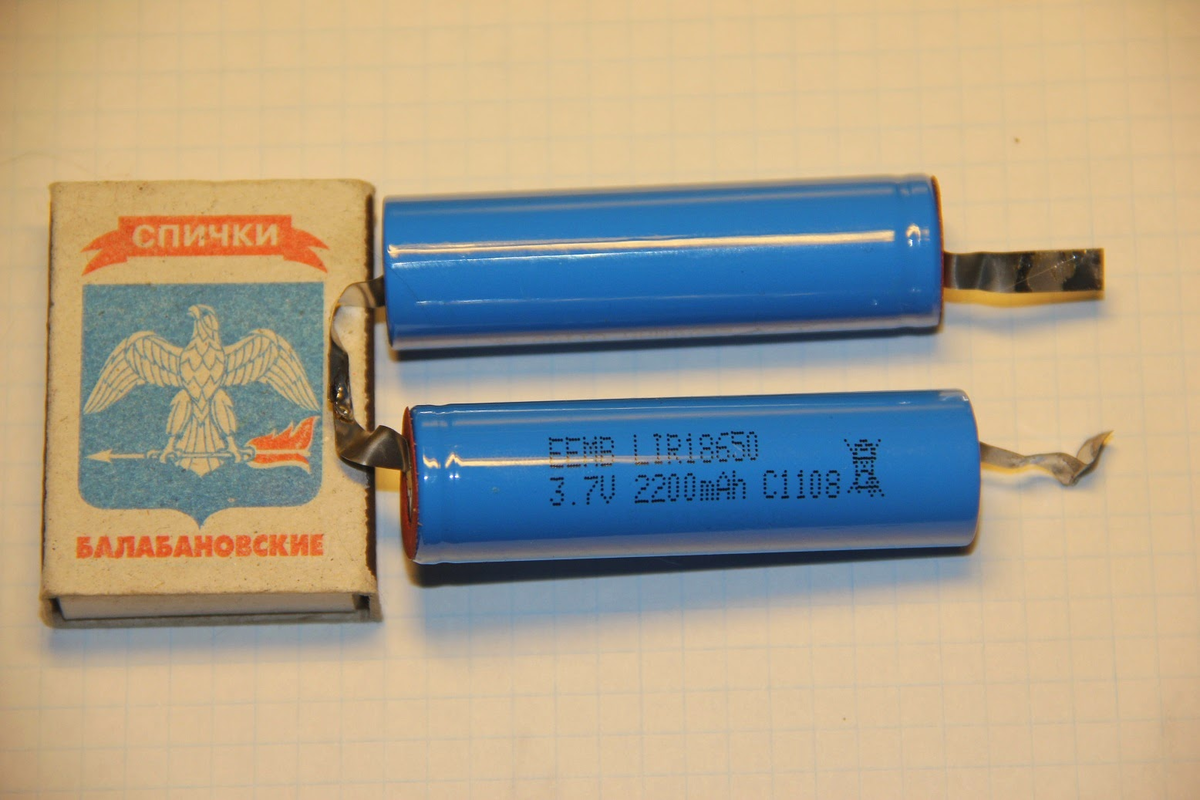 СПИЧКИ
БАЛАБАНОВСКИЕ
EEMB LIR18650
3.7V 2200mAh C1108